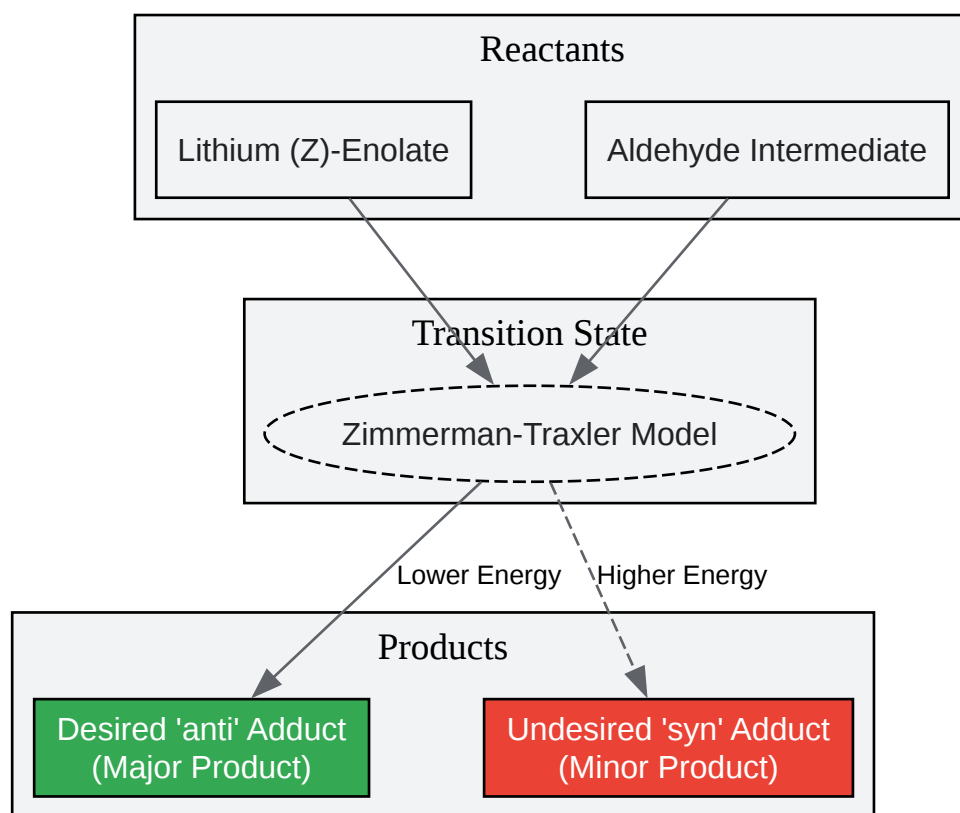 Reactants
Lithium (Z)-Enolate
Aldehyde Intermediate
Transition State
Zimmerman-Traxler Model
Lower Energy
Higher Energy
Products
Desired 'anti' Adduct
(Major Product)
Undesired 'syn' Adduct
(Minor Product)